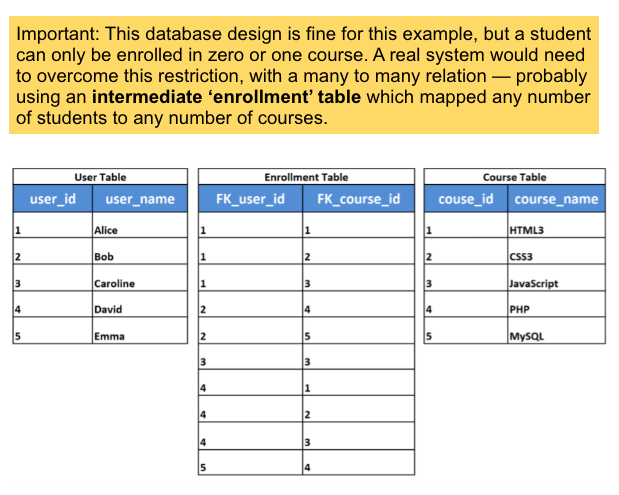 Important: This database design is fine for this example, but a student
can only be enrolled in zero or one course. A real system would need
to overcome this restriction, with a many to many relation — probably
using an intermediate ‘enrollment’ table which mapped any number
of students to any number of courses.
User Table
user_id user_name
1 Alice
2 Bob
3 Caroline
4 David
5 Emma
Enrollment Table
FK_user_id FK_course_id
1 1
1 2
1 3
2 4
2 5
3 3
4 1
4 2
4 3
5 4
Course Table
couse_id course_name
1 HTML3
2 CSS3
3 JavaScript
4 PHP
5 MySQL